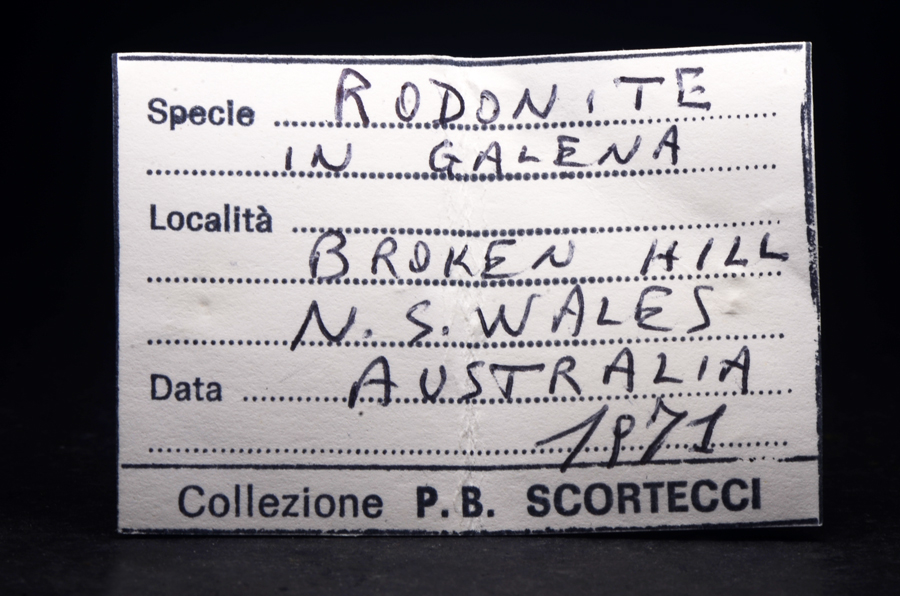 Specie RODONITE
IN GALENA
Località
BROKEN HILL
N.S. WALES
Data AUSTRALIA
1971
Collezione P.B. SCORTECCI